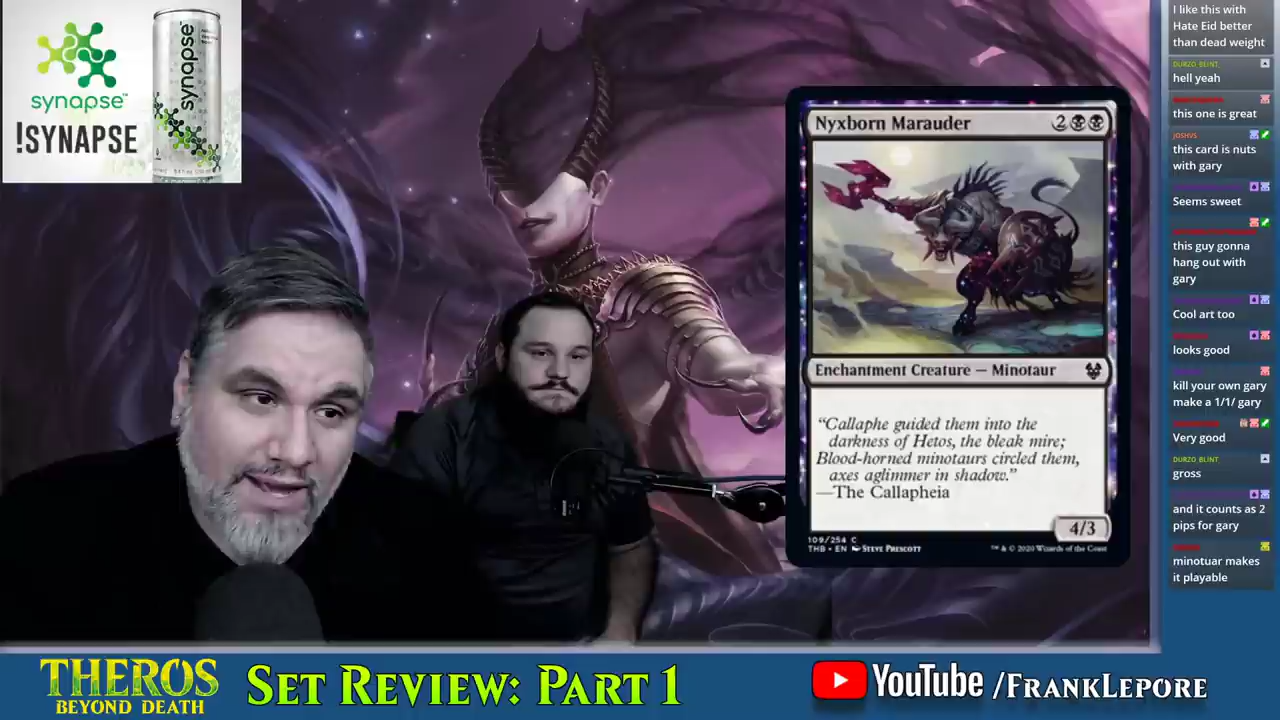 synapse™
!SYNAPSE
synapse
Nyxborn Marauder 2
Enchantment Creature — Minotaur
“Callaphe guided them into the
darkness of Hetos, the bleak mire;
Blood-horned minotaurs circled them,
axes aglimmer in shadow.”
—The Callapheia
4/3
109/254 C
THB • EN STEVE PRESCOTT
™ & © 2020 Wizards of the Coast
I like this with
Hate Eid better
than dead weight
DURZO_BLINT_
hell yeah
this one is great
JOSHVS
this card is nuts
with gary
Seems sweet
this guy gonna
hang out with
gary
Cool art too
looks good
kill your own gary
make a 1/1/ gary
Very good
DURZO_BLINT_
gross
and it counts as 2
pips for gary
minotuar makes
it playable
THEROS
BEYOND DEATH
SET REVIEW: PART 1
YouTube /FRANKLEPORE